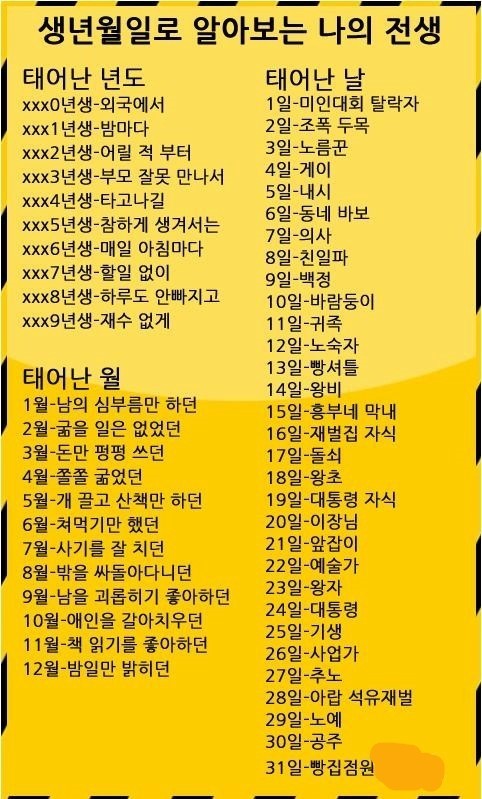 생년월일로 알아보는 나의 전생
태어난 년도
xxx0년생-외국에서
xxx1년생-밤마다
xxx2년생-어릴 적 부터
xxx3년생-부모 잘못 만나서
xxx4년생-타고나길
xxx5년생-참하게 생겨서는
xxx6년생-매일 아침마다
xxx7년생-할일 없이
xxx8년생-하루도 안빠지고
xxx9년생-재수 없게
태어난 월
1월-남의 심부름만 하던
2월-굶을 일은 없었던
3월-돈만 펑펑 쓰던
4월-쫄쫄 굶었던
5월-개 끌고 산책만 하던
6월-쳐먹기만 했던
7월-사기를 잘 치던
8월-밖을 싸돌아다니던
9월-남을 괴롭히기 좋아하던
10월-애인을 갈아치우던
11월-책 읽기를 좋아하던
12월-밤일만 밝히던
태어난 날
1일-미인대회 탈락자
2일-조폭 두목
3일-노름꾼
4일-게이
5일-내시
6일-동네 바보
7일-의사
8일-친일파
9일-백정
10일-바람둥이
11일-귀족
12일-노숙자
13일-빵셔틀
14일-왕비
15일-흥부네 막내
16일-재벌집 자식
17일-돌쇠
18일-왕초
19일-대통령 자식
20일-이장님
21일-앞잡이
22일-예술가
23일-왕자
24일-대통령
25일-기생
26일-사업가
27일-추노
28일-아랍 석유재벌
29일-노예
30일-공주
31일-빵집점원